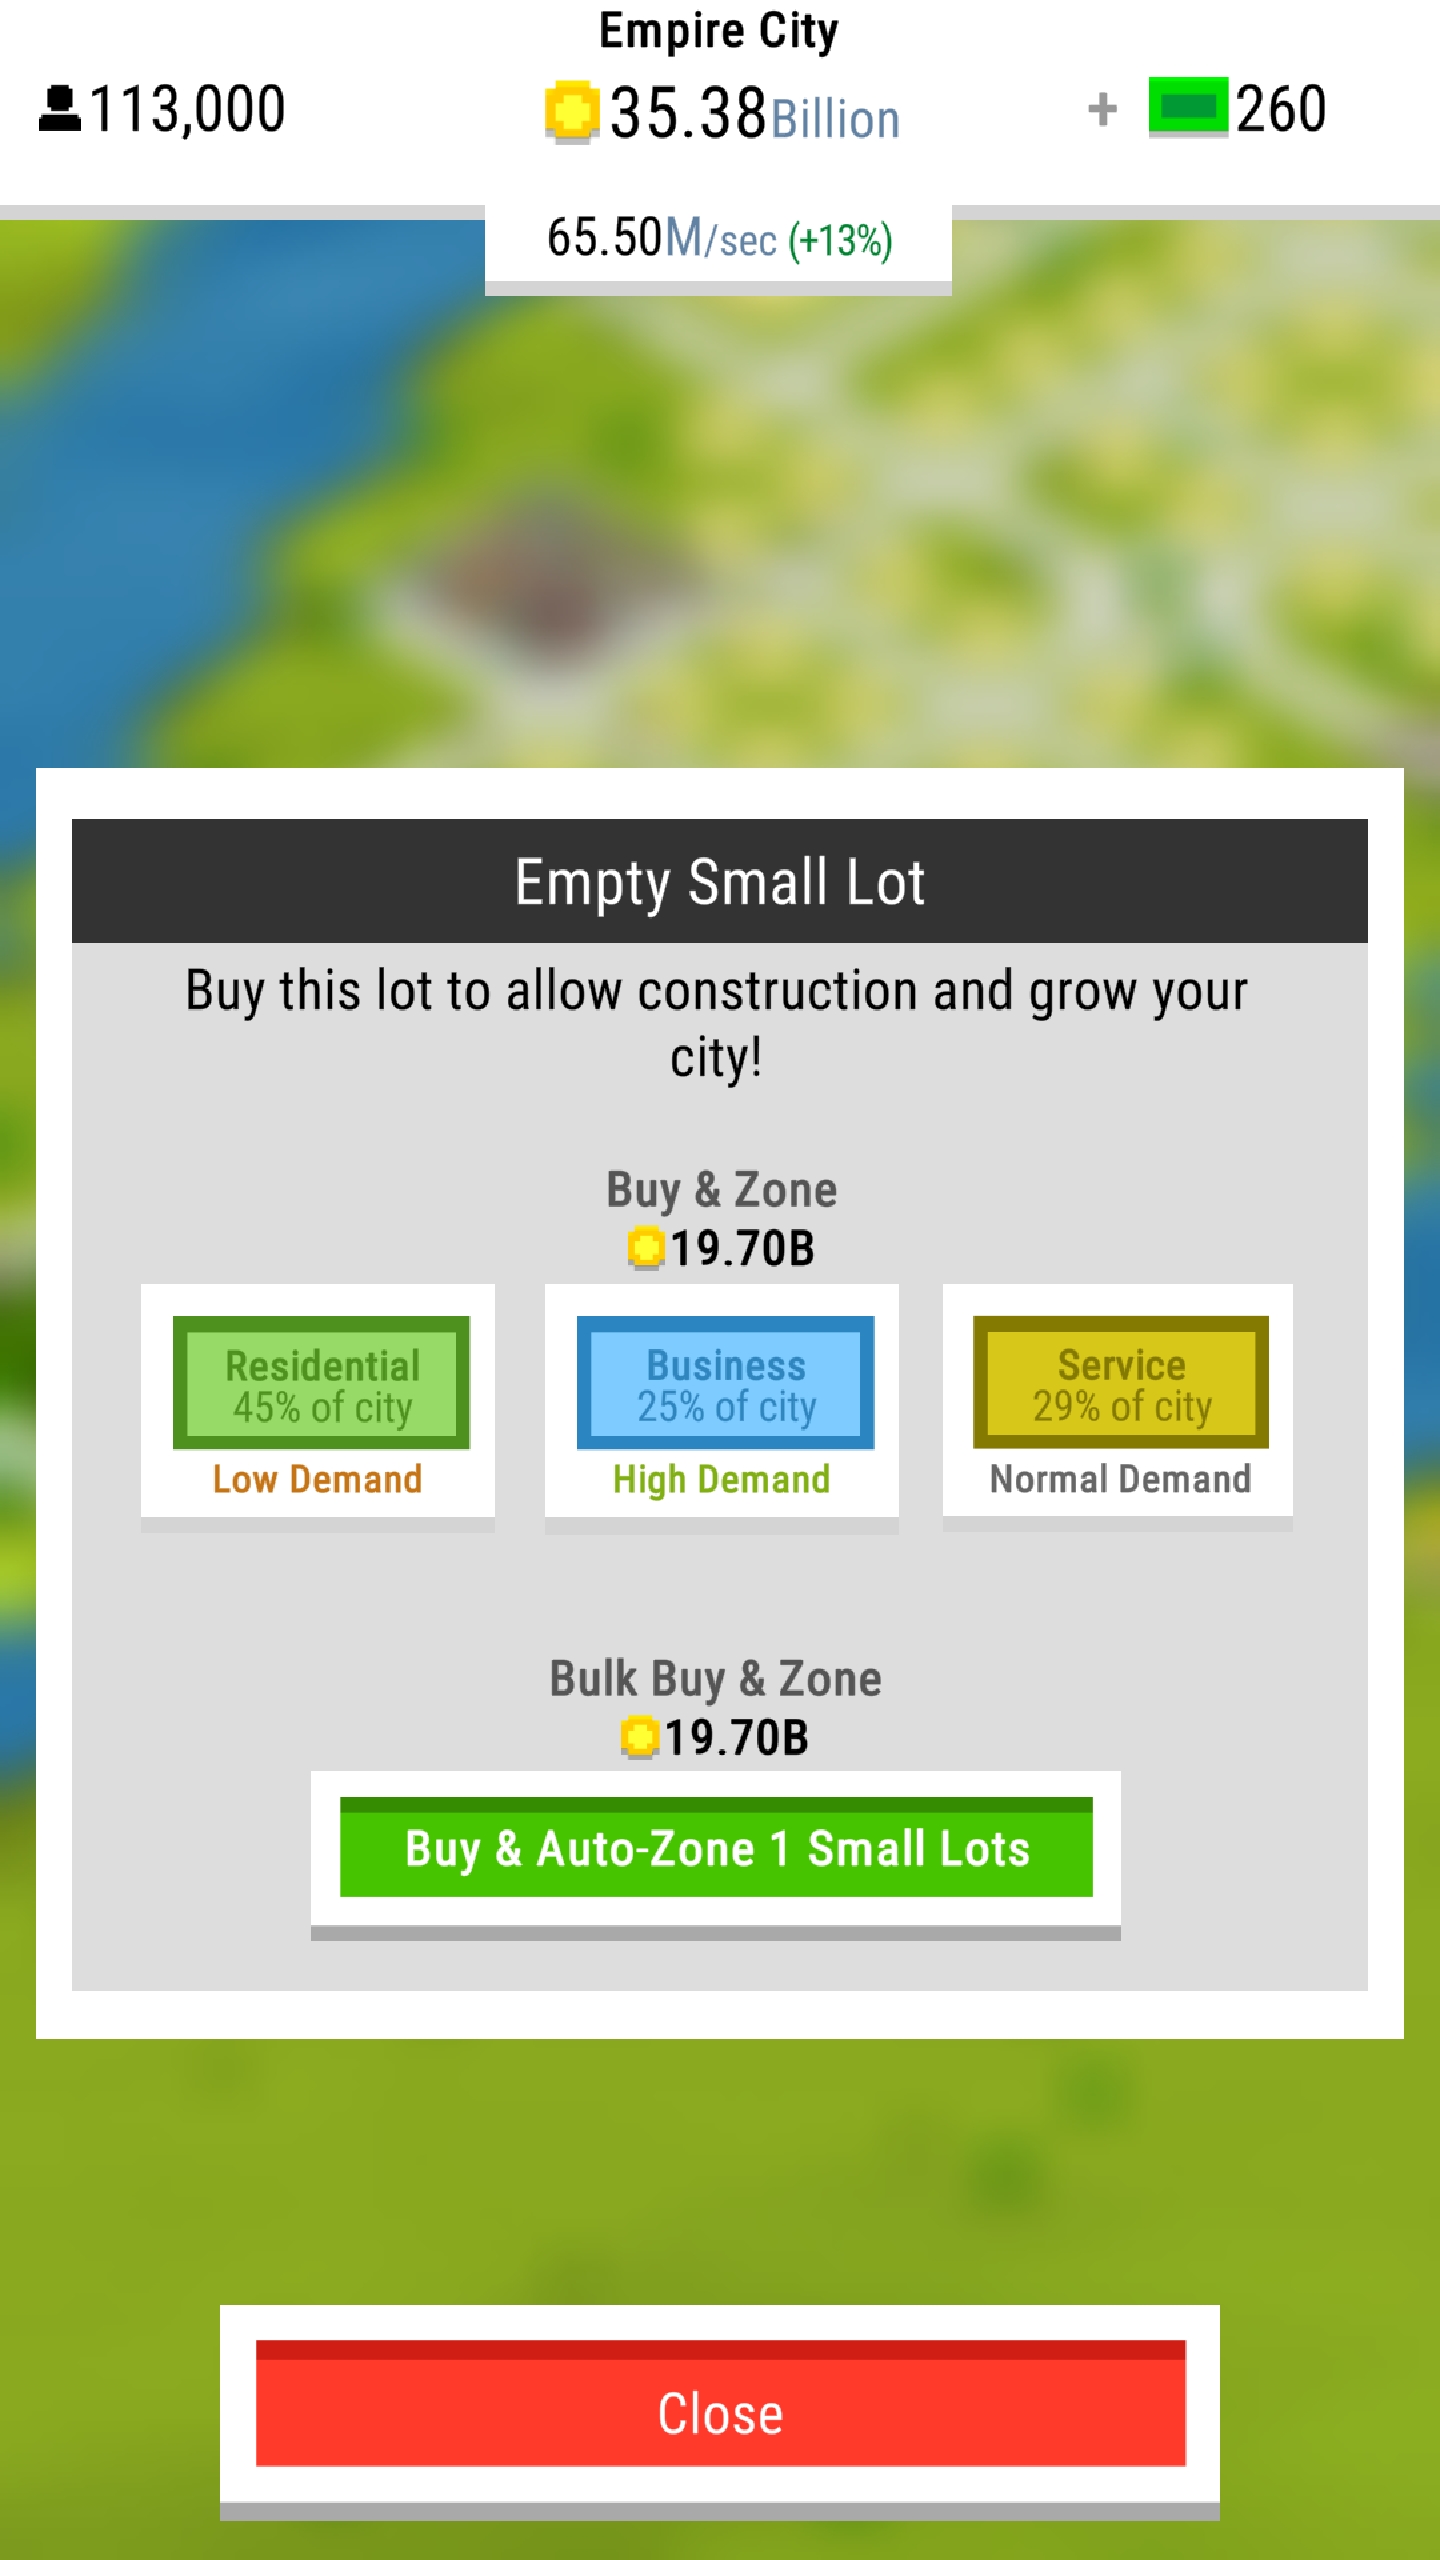 Empire City
113,000
35.38Billion
+ 260
65.50M/sec (+13%)
Empty Small Lot
Buy this lot to allow construction and grow your
city!
Buy & Zone
19.70B
Residential
45% of city
Low Demand
Business
25% of city
High Demand
Service
29% of city
Normal Demand
Bulk Buy & Zone
19.70B
Buy & Auto-Zone 1 Small Lots
Close